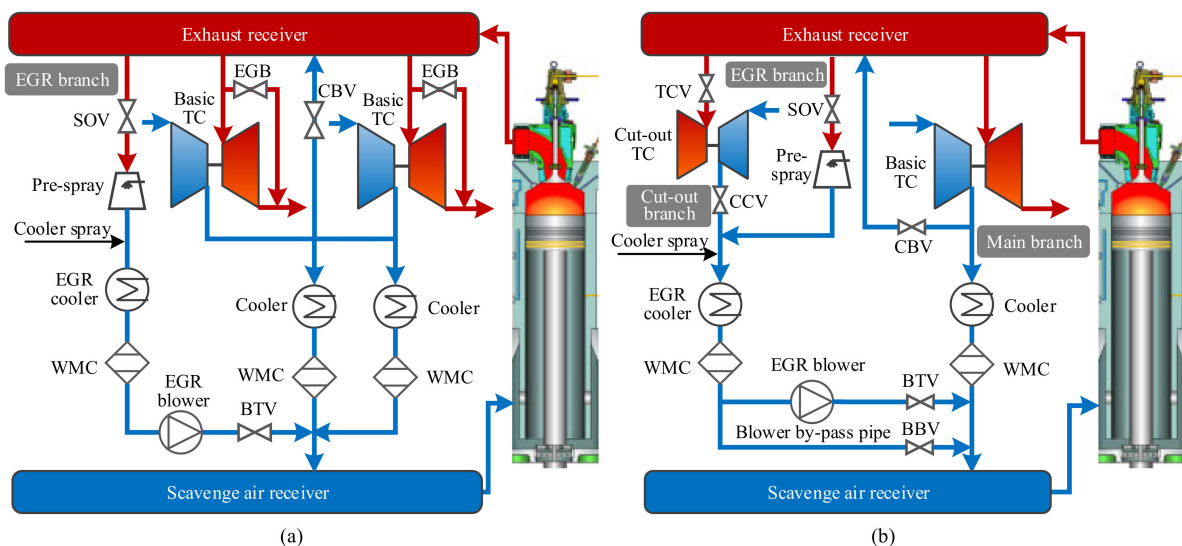 Exhaust receiver
EGR branch
EGB
EGB
SOV
Basic
TC
CBV
Basic
TC
Pre-spray
Cooler spray
EGR
cooler
Cooler
Cooler
WMC
WMC
WMC
EGR
blower
BTV
Scavenge air receiver
(a)
Exhaust receiver
TCV
EGR branch
SOV
Cut-out
TC
Pre-
spray
Basic
TC
Cut-out
branch
CCV
CBV
Main branch
Cooler spray
EGR
cooler
Cooler
WMC
WMC
EGR blower
BTV
Blower by-pass pipe
BBV
Scavenge air receiver
(b)